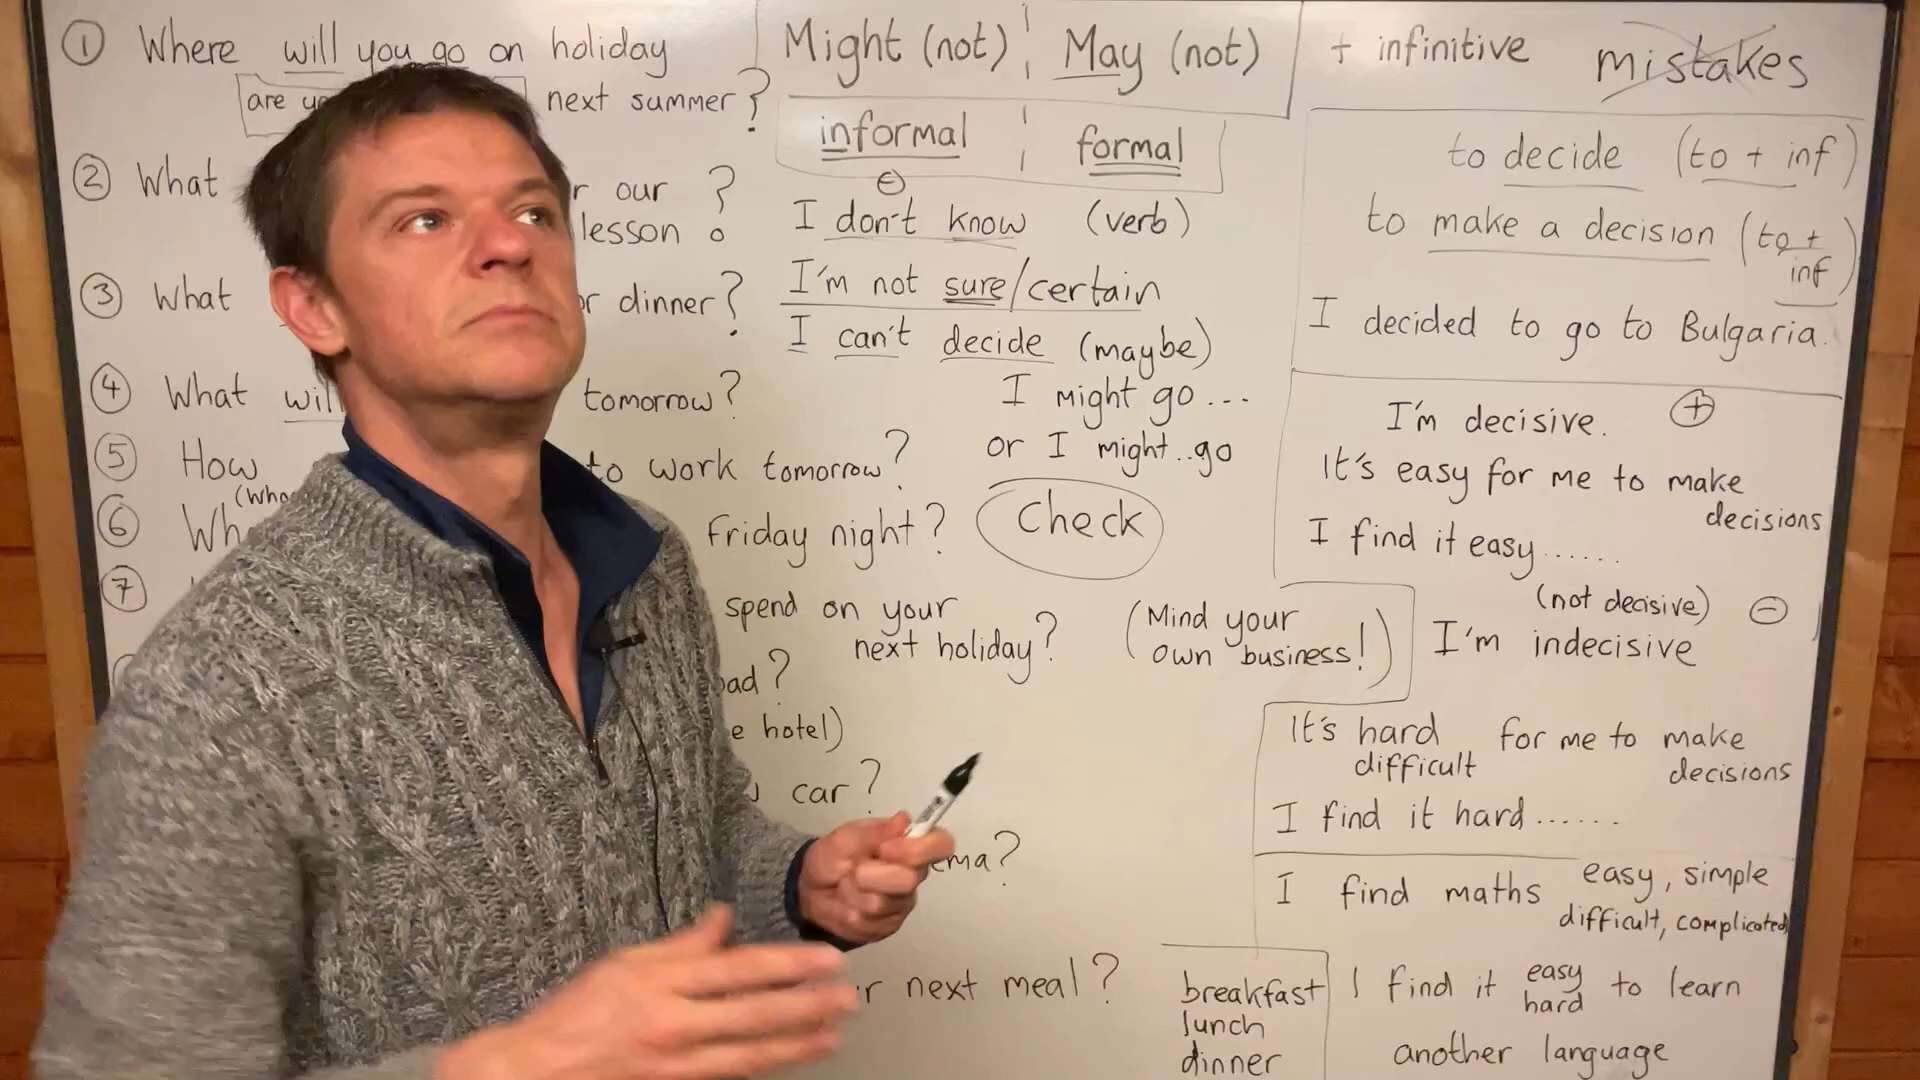 ① Where will you go on holiday
are next summer?
② What our ?
lesson
③ What dinner?
④ What will tomorrow?
⑤ How to work tomorrow?
⑥ Friday night?
⑦ spend on your
next holiday?
hotel)
car?
next meal?
Might (not) May (not) + infinitive
informal formal
⊖
I don't know (verb)
I'm not sure/certain
I can't decide (maybe)
I might go...
or I might..go
Check
(Mind your
own business!)
breakfast
lunch
dinner
mistakes
to decide (to + inf)
to make a decision (to +
inf)
I decided to go to Bulgaria.
I'm decisive. ⊕
It's easy for me to make
decisions
I find it easy......
(not decisive) ⊖
I'm indecisive
It's hard for me to make
difficult decisions
I find it hard......
I find maths easy, simple
difficult, complicated
I find it easy to learn
hard
another language